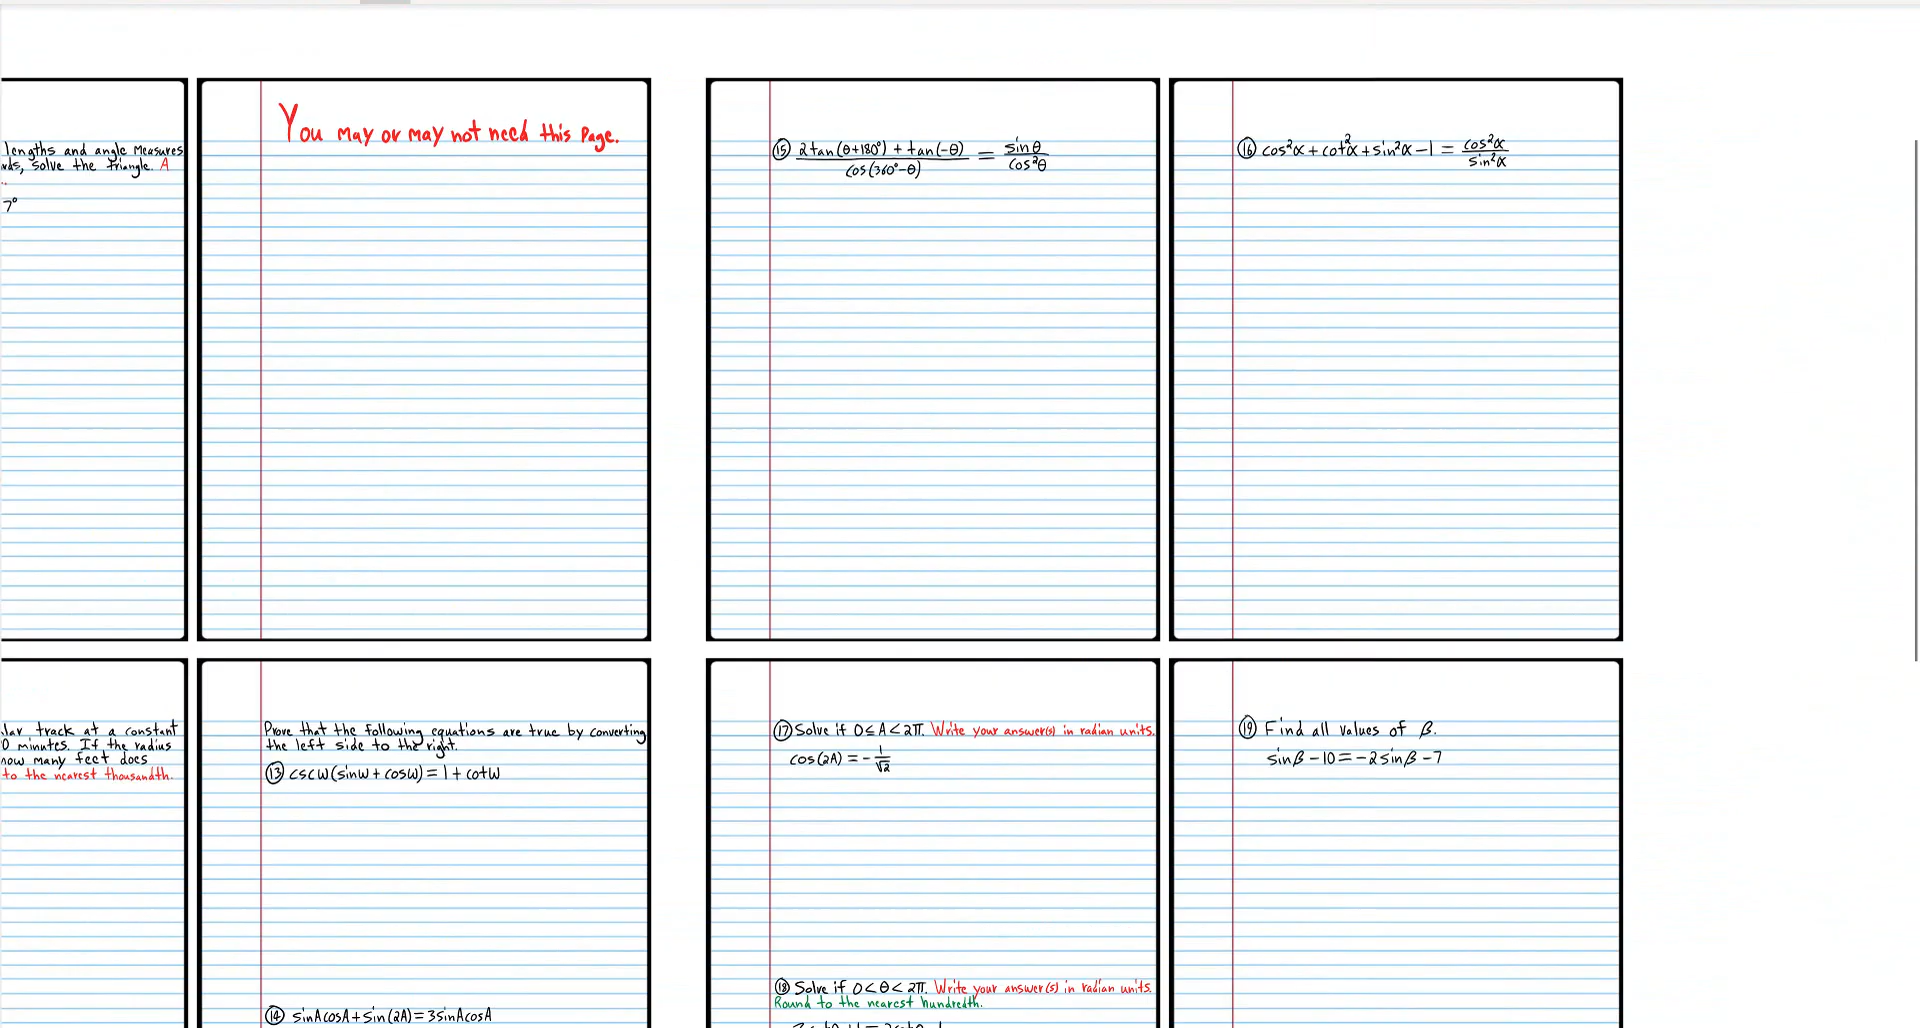 lengths and angle measures
rds, solve the triangle. A
7°
You may or may not need this page.
⑮ (2tan(θ+180°) + tan(-θ))/(cos(360°-θ)) = sinθ/cos²θ
⑯ cos²α + cot²α + sin²α - 1 = cos²α/sin²α
lar track at a constant
0 minutes. If the radius
how many feet does
to the nearest thousandth.
Prove that the following equations are true by converting
the left side to the right.
⑬ cscw(sinw + cosw) = 1 + cotw
⑭ sinAcosA + sin(2A) = 3sinAcosA
⑰ Solve if 0 ≤ A < 2π. Write your answer(s) in radian units.
cos(2A) = -1/√2
⑱ Solve if 0 < θ < 2π. Write your answer(s) in radian units.
Round to the nearest hundredth.
⑲ Find all values of β.
sinβ - 10 = -2sinβ - 7